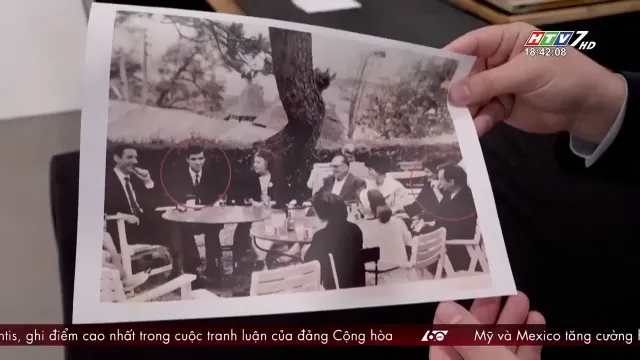 HTV7 HD
18:42:08
ntis, ghi điểm cao nhất trong cuộc tranh luận của đảng Cộng hòa 60 Mỹ và Mexico tăng cường